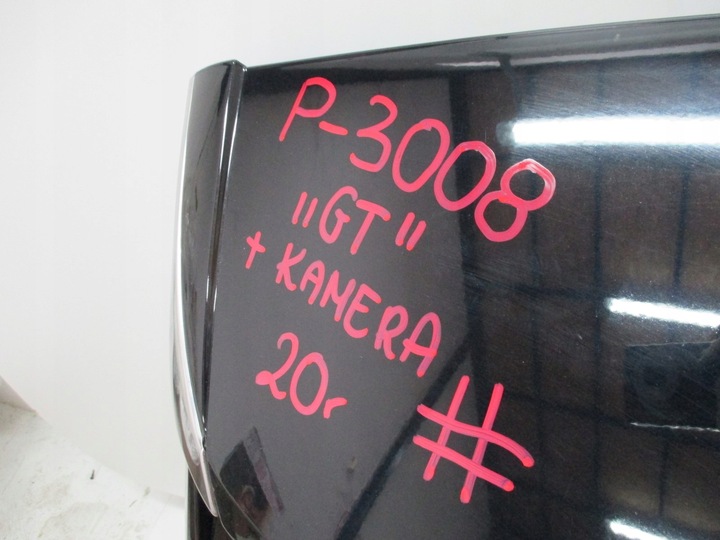 P-3008
"GT"
+ KAMERA
20r
#